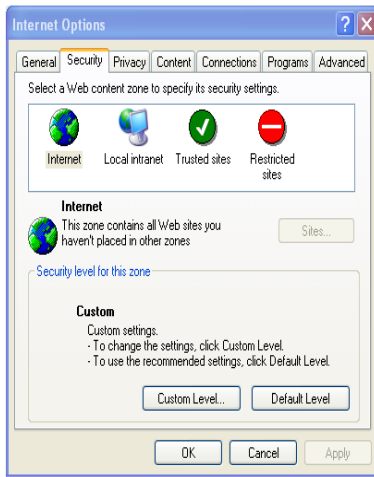 Internet Options
General Security Privacy Content Connections Programs Advanced
Select a Web content zone to specify its security settings.
Internet Local intranet Trusted sites Restricted
sites
Internet
This zone contains all Web sites you
haven't placed in other zones
Sites...
Security level for this zone
Custom
Custom settings.
- To change the settings, click Custom Level.
- To use the recommended settings, click Default Level.
Custom Level... Default Level
OK Cancel Apply